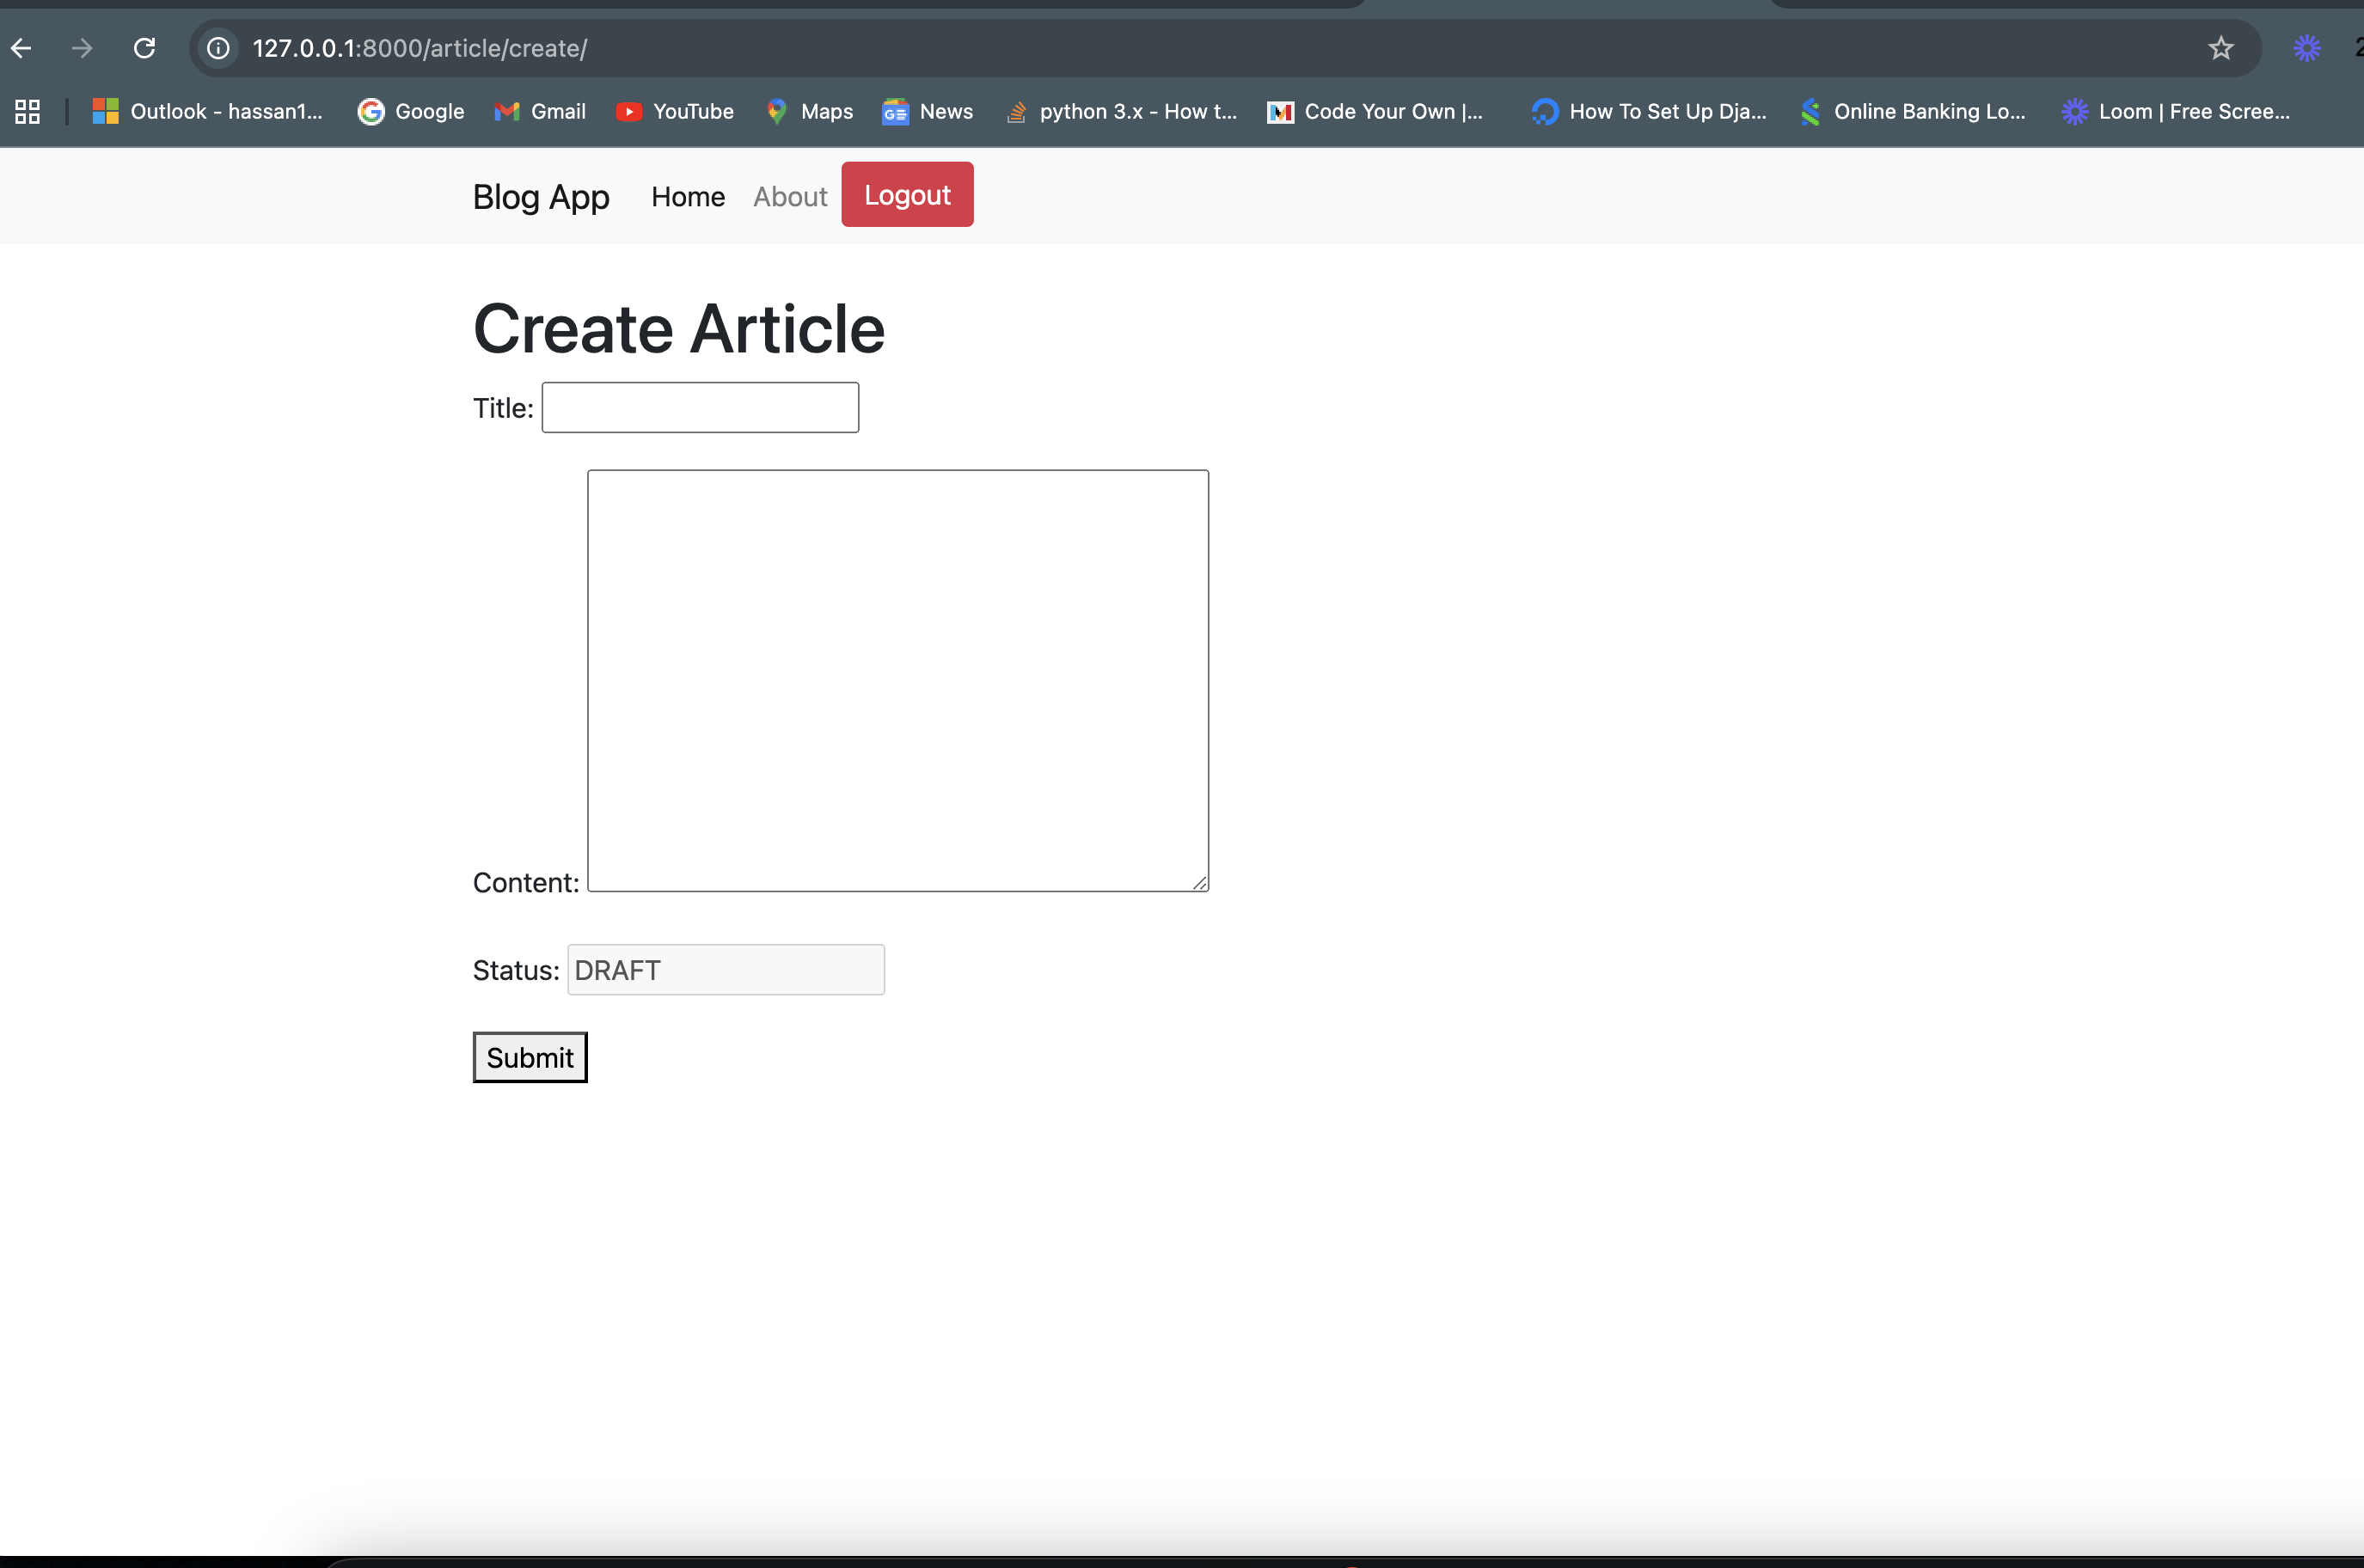 127.0.0.1:8000/article/create/
Outlook - hassan1... Google Gmail YouTube Maps News python 3.x - How t... Code Your Own |... How To Set Up Dja... Online Banking Lo... Loom | Free Scree...
Blog App Home About Logout
Create Article
Title:
Content:
Status: DRAFT
Submit